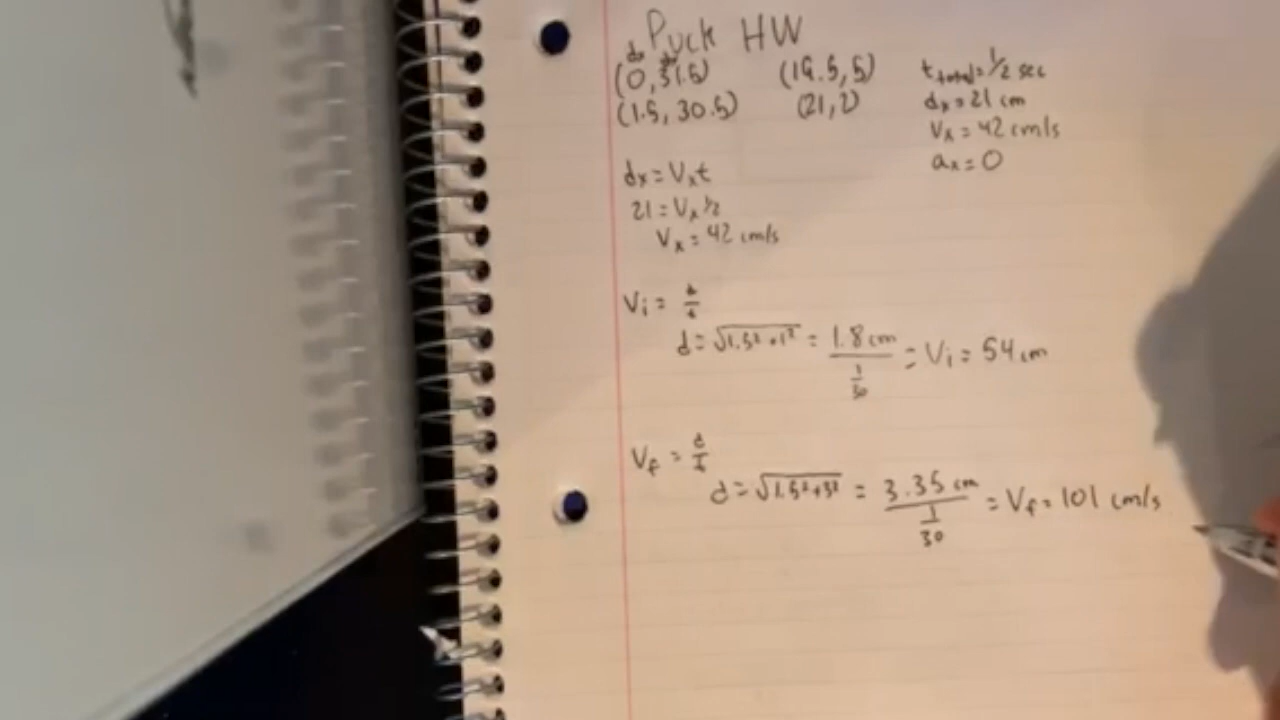 Puck HW
dx dy
(0, 31.5) (19.5, 5) t total = 1/2 sec
(1.5, 30.5) (21, 2) dx = 21 cm
Vx = 42 cm/s
ax = 0
dx = Vxt
21 = Vx 1/2
Vx = 42 cm/s
Vi = d/t
d = √1.5² + 1² = 1.8 cm / 1/30 = Vi = 54 cm
Vf = d/t
d = √1.5² + 3² = 3.35 cm / 1/30 = Vf = 101 cm/s